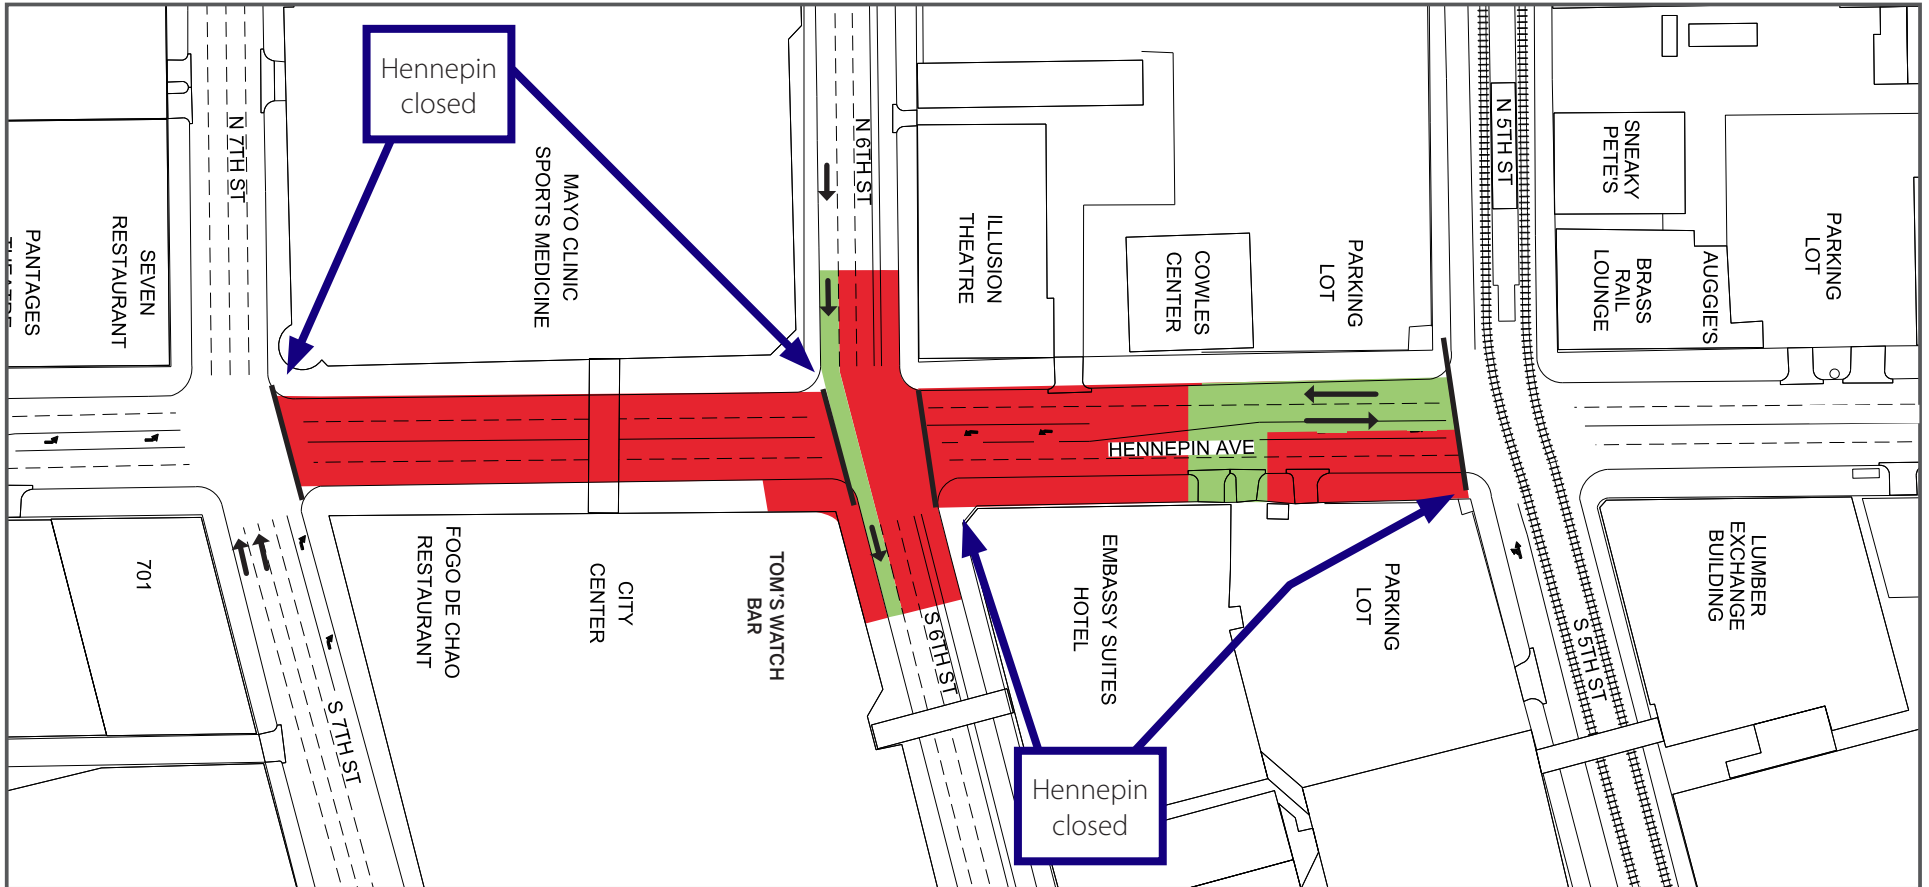 Hennepin
closed
N 7TH ST
N 6TH ST
N 5TH ST
SNEAKY
PETE'S
PARKING
LOT
MAYO CLINIC
SPORTS MEDICINE
SEVEN
RESTAURANT
PANTAGES
ILLUSION
THEATRE
COWLES
CENTER
PARKING
LOT
BRASS
RAIL
LOUNGE
AUGGIE'S
HENNEPIN AVE
701
FOGO DE CHAO
RESTAURANT
CITY
CENTER
TOM'S WATCH
BAR
S 6TH ST
EMBASSY SUITES
HOTEL
PARKING
LOT
S 5TH ST
LUMBER
EXCHANGE
BUILDING
S 7TH ST
Hennepin
closed